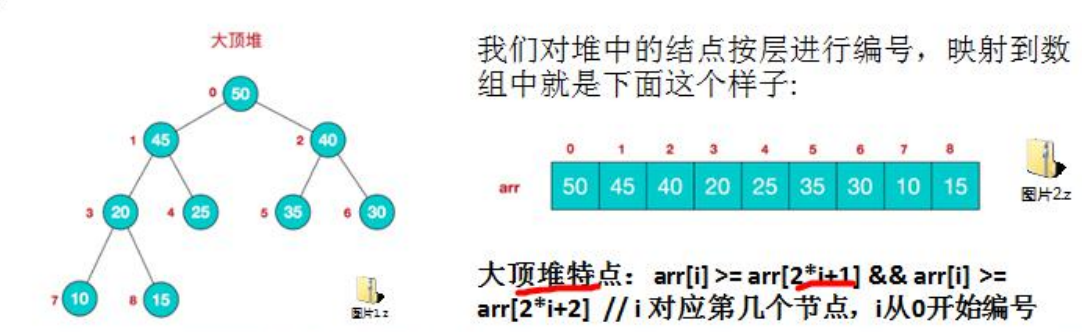 大顶堆
0 50
1 45
2 40
3 20
4 25
5 35
6 30
7 10
8 15
图片1.z
我们对堆中的结点按层进行编号，映射到数
组中就是下面这个样子:
0 1 2 3 4 5 6 7 8
arr 50 45 40 20 25 35 30 10 15
图片2.z
大顶堆特点：arr[i] >= arr[2*i+1] && arr[i] >=
arr[2*i+2] // i 对应第几个节点，i从0开始编号